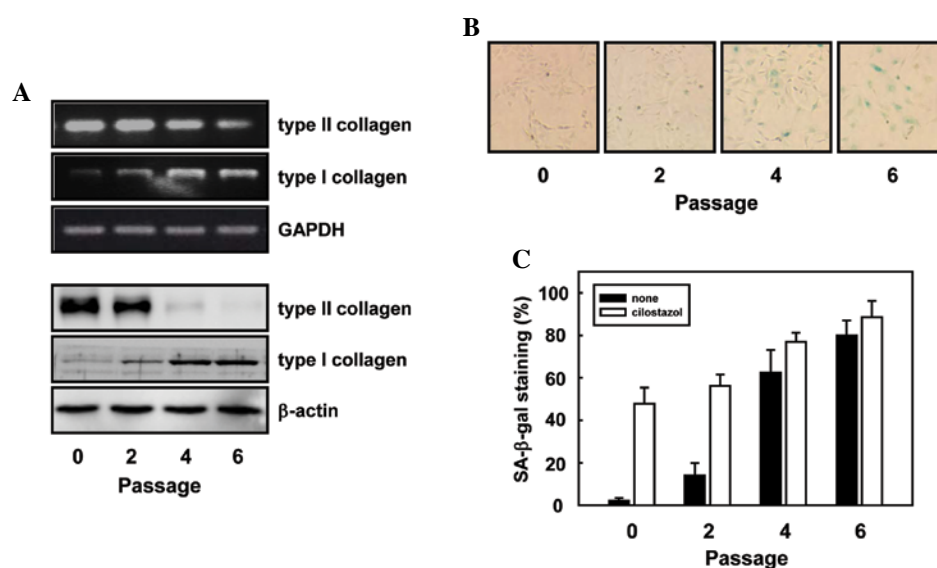 A
type II collagen
type I collagen
GAPDH
type II collagen
type I collagen
β-actin
0 2 4 6
Passage
B
0 2 4 6
Passage
C
SA-β-gal staining (%)
100
80
60
40
20
0
none
cilostazol
0 2 4 6
Passage